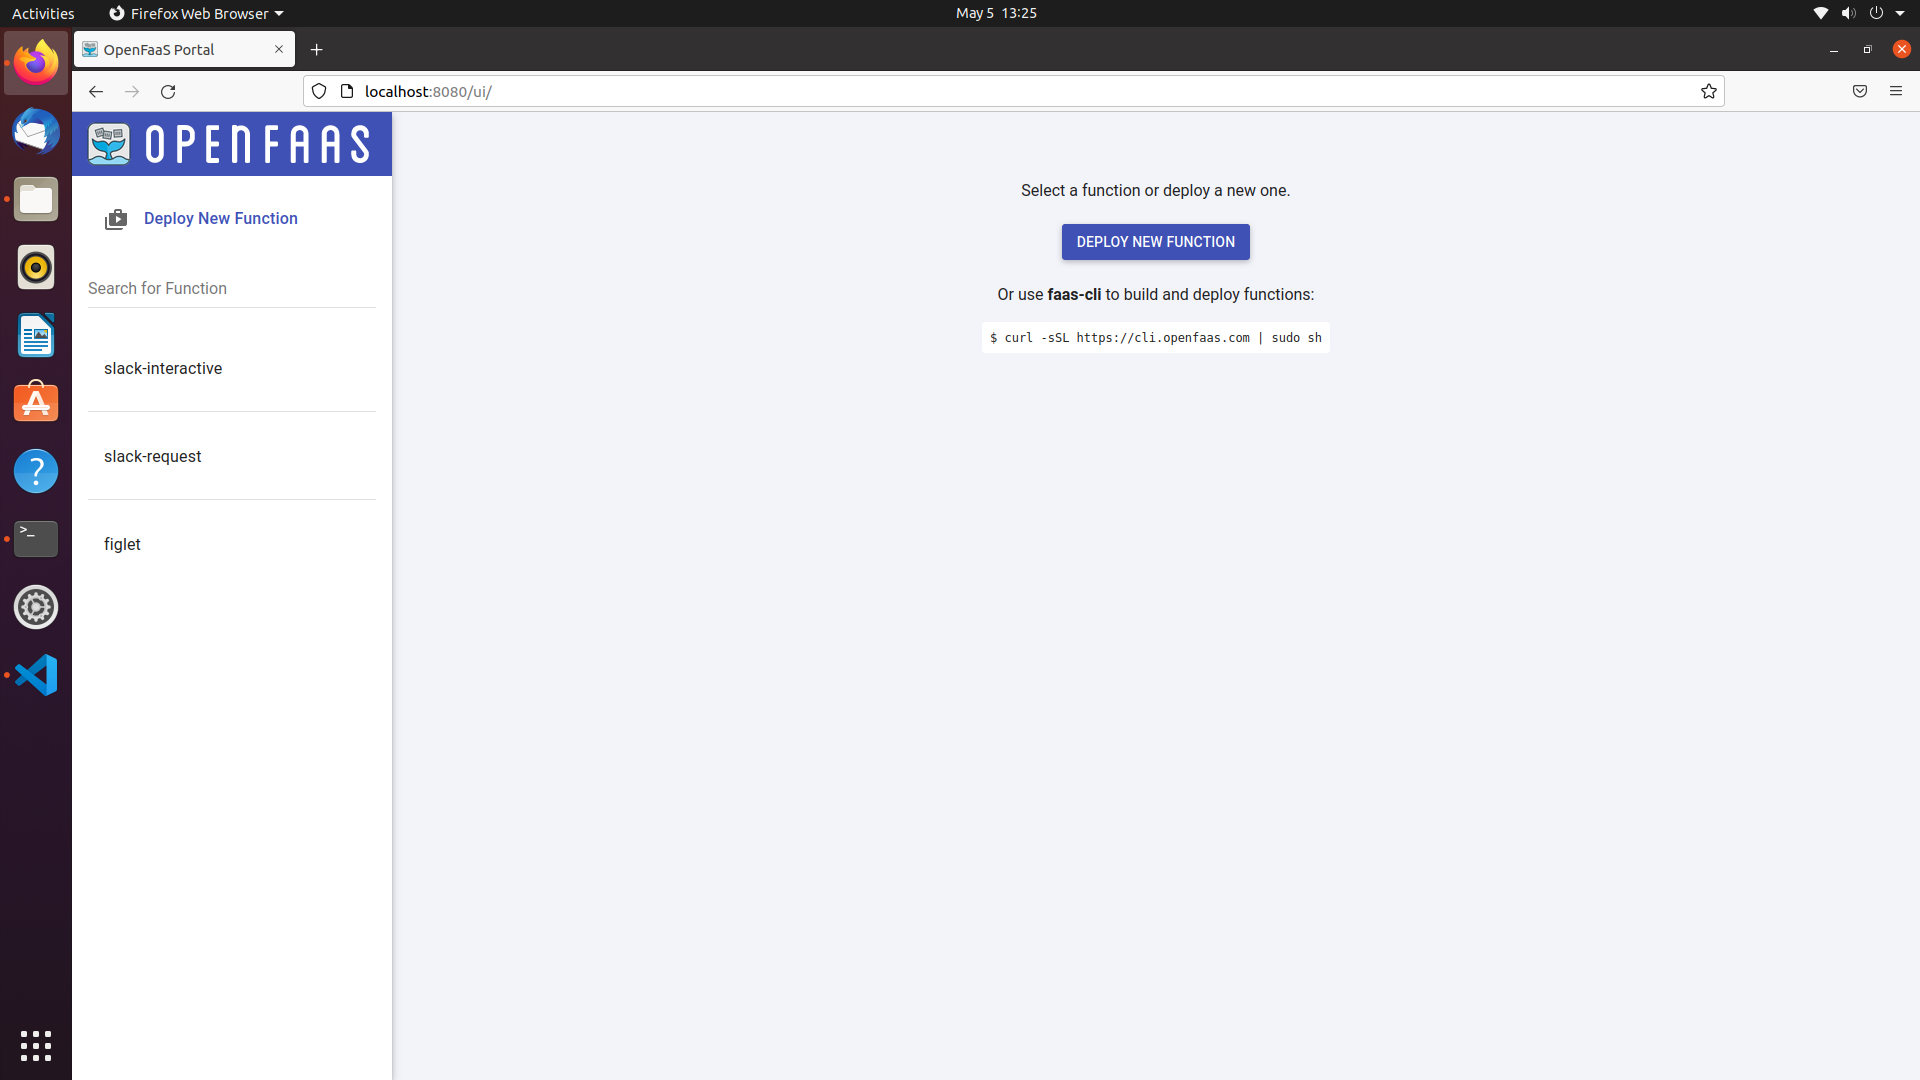 Activities
Firefox Web Browser
May 5 13:25
OpenFaaS Portal
localhost:8080/ui/
OPENFAAS
Deploy New Function
Search for Function
slack-interactive
slack-request
figlet
Select a function or deploy a new one.
DEPLOY NEW FUNCTION
Or use faas-cli to build and deploy functions:
$ curl -sSL https://cli.openfaas.com | sudo sh